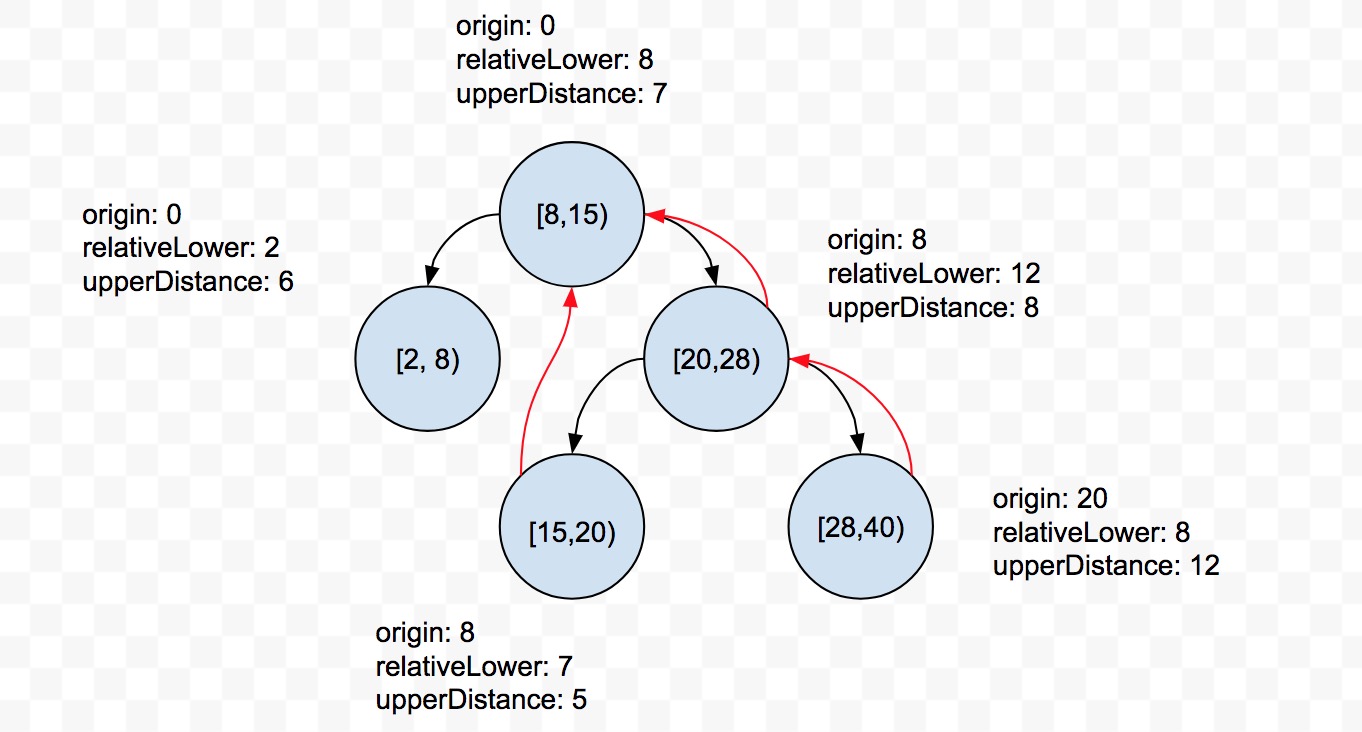 origin: 0
relativeLower: 8
upperDistance: 7
[8,15)
origin: 0
relativeLower: 2
upperDistance: 6
origin: 8
relativeLower: 12
upperDistance: 8
[2, 8)
[20,28)
[15,20)
[28,40)
origin: 20
relativeLower: 8
upperDistance: 12
origin: 8
relativeLower: 7
upperDistance: 5